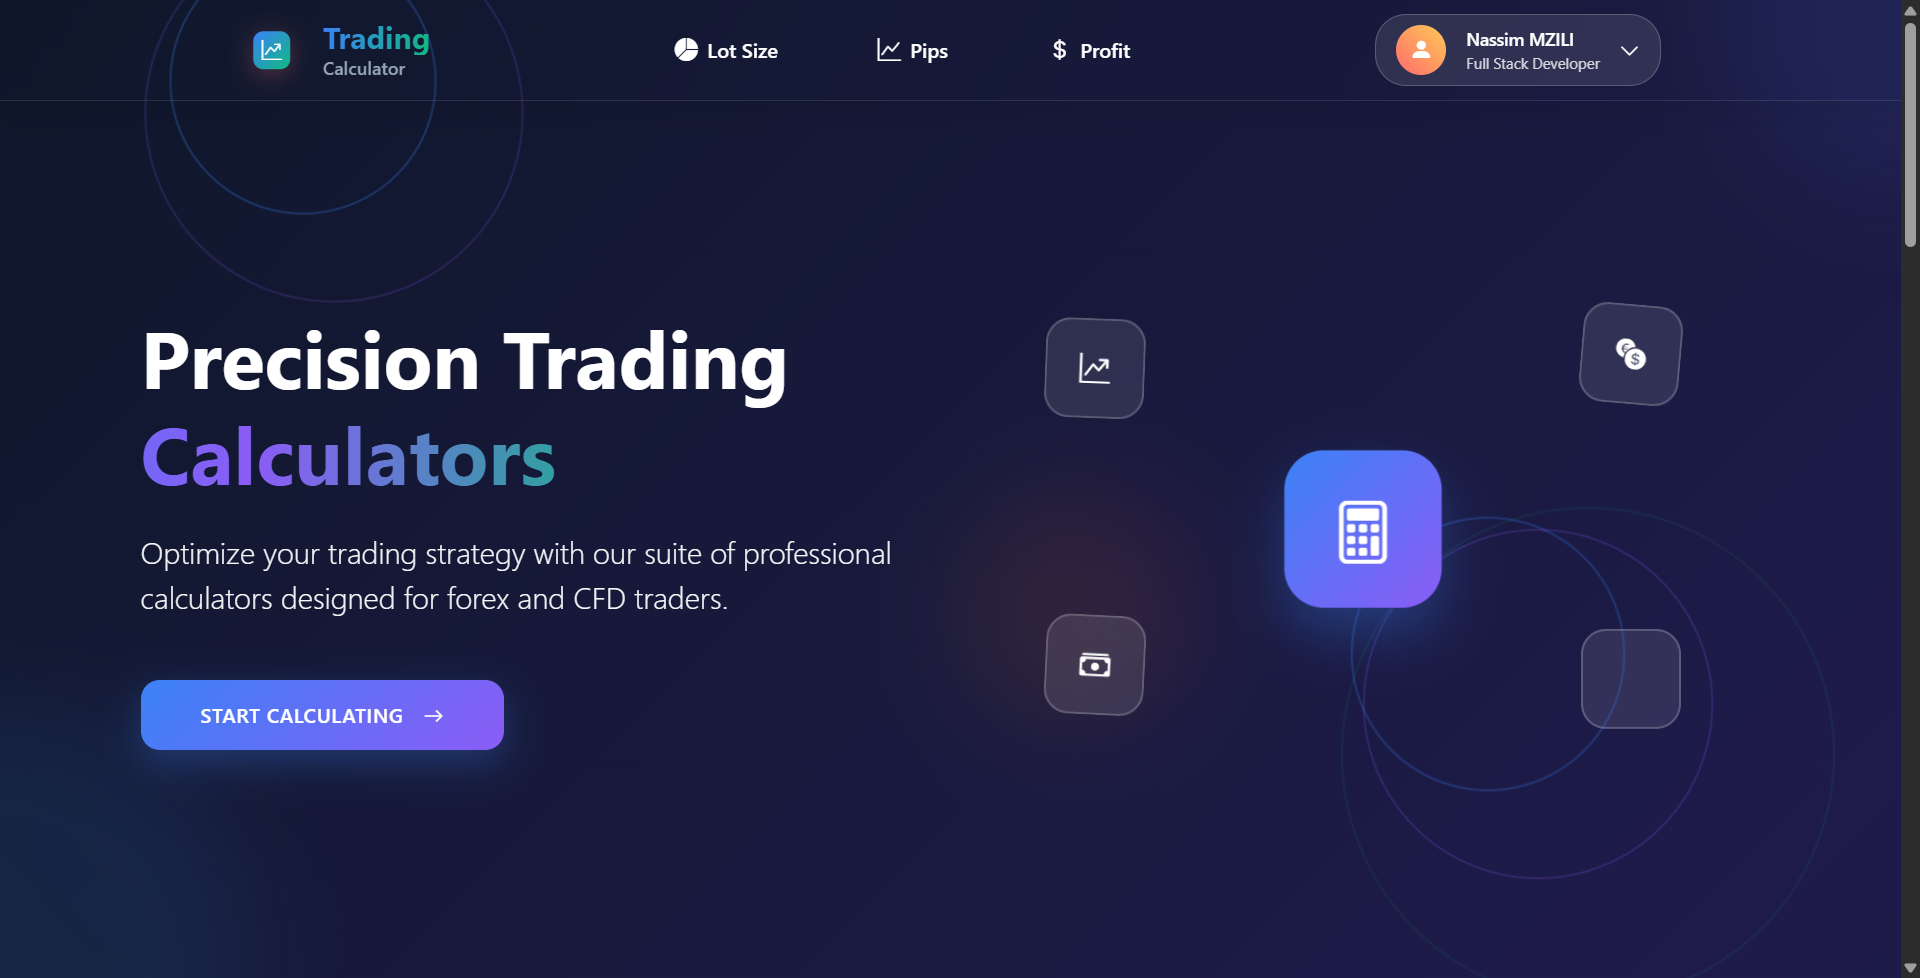 Trading
Calculator
Lot Size
Pips
$ Profit
Nassim MZILI
Full Stack Developer
Precision Trading
Calculators
Optimize your trading strategy with our suite of professional
calculators designed for forex and CFD traders.
START CALCULATING →
€
$